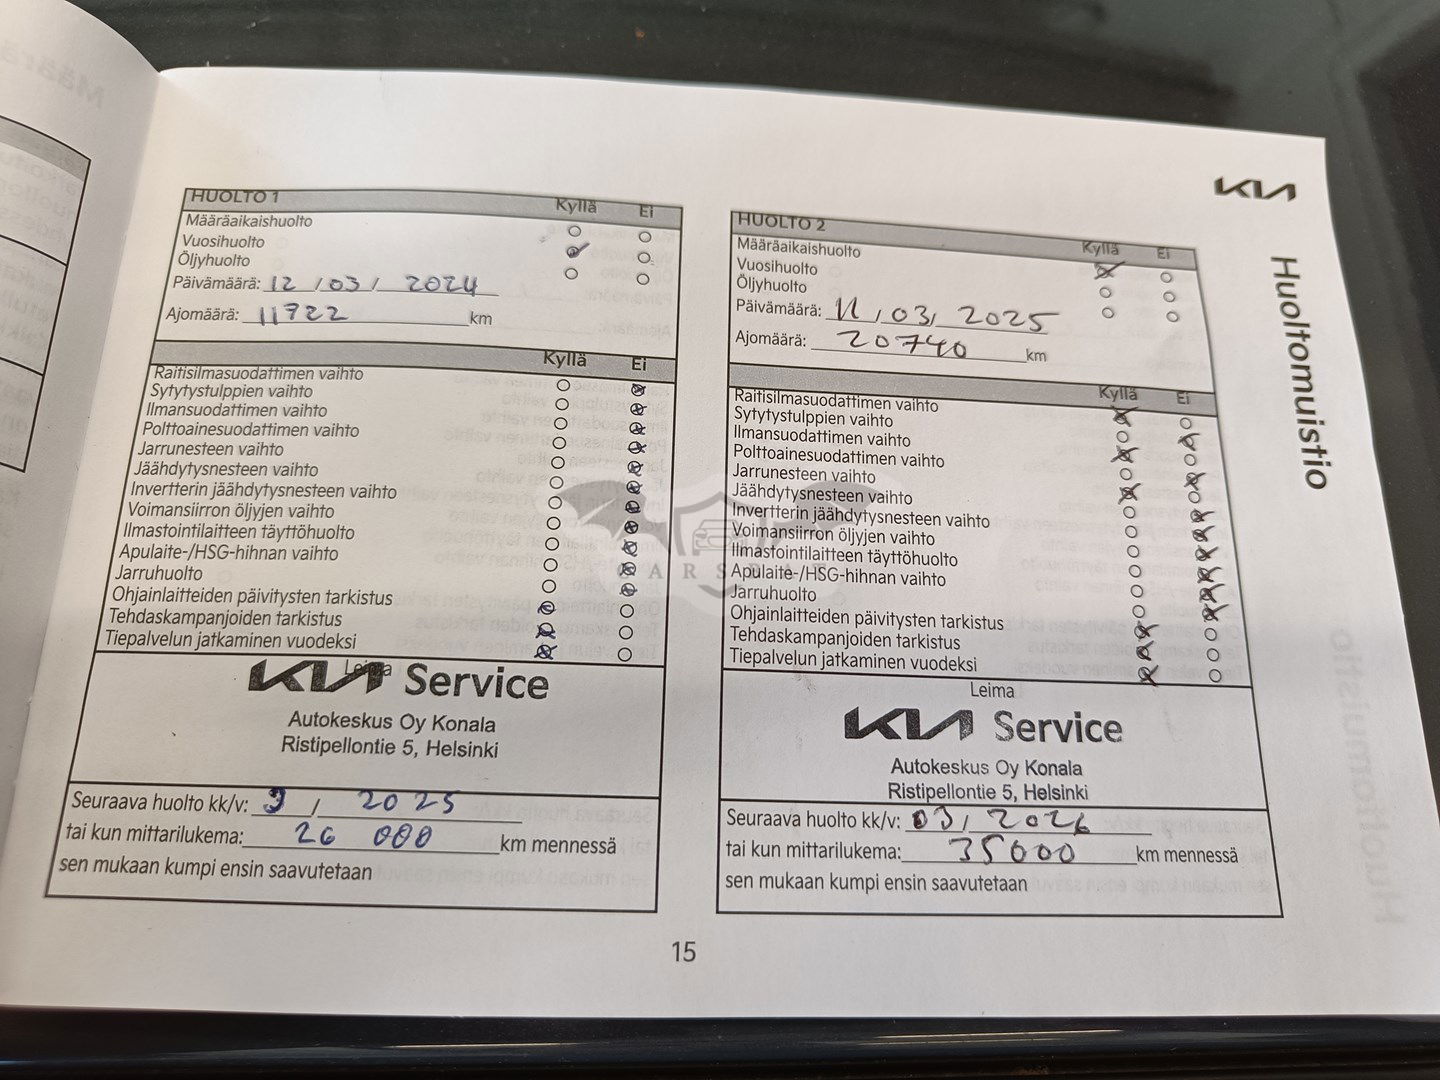 KIA
Huoltomuistio
HUOLTO 1
Kyllä Ei
Määräaikaishuolto
Vuosihuolto
Öljyhuolto
Päivämäärä: 12 / 03 / 2024
Ajomäärä: 11722 km
Kyllä Ei
Raitisilmasuodattimen vaihto
Sytytystulppien vaihto
Ilmansuodattimen vaihto
Polttoainesuodattimen vaihto
Jarrunesteen vaihto
Jäähdytysnesteen vaihto
Invertterin jäähdytysnesteen vaihto
Voimansiirron öljyjen vaihto
Ilmastointilaitteen täyttöhuolto
Apulaite-/HSG-hihnan vaihto
Jarruhuolto
Ohjainlaitteiden päivitysten tarkistus
Tehdaskampanjoiden tarkistus
Tiepalvelun jatkaminen vuodeksi
Leima
KIA Service
Autokeskus Oy Konala
Ristipellontie 5, Helsinki
Seuraava huolto kk/v: 3 / 2025
tai kun mittarilukema: 26 000 km mennessä
sen mukaan kumpi ensin saavutetaan
HUOLTO 2
Kyllä Ei
Määräaikaishuolto
Vuosihuolto
Öljyhuolto
Päivämäärä: 11 / 03 / 2025
Ajomäärä: 20740 km
Kyllä Ei
Raitisilmasuodattimen vaihto
Sytytystulppien vaihto
Ilmansuodattimen vaihto
Polttoainesuodattimen vaihto
Jarrunesteen vaihto
Jäähdytysnesteen vaihto
Invertterin jäähdytysnesteen vaihto
Voimansiirron öljyjen vaihto
Ilmastointilaitteen täyttöhuolto
Apulaite-/HSG-hihnan vaihto
Jarruhuolto
Ohjainlaitteiden päivitysten tarkistus
Tehdaskampanjoiden tarkistus
Tiepalvelun jatkaminen vuodeksi
Leima
KIA Service
Autokeskus Oy Konala
Ristipellontie 5, Helsinki
Seuraava huolto kk/v: 03 / 2026
tai kun mittarilukema: 35000 km mennessä
sen mukaan kumpi ensin saavutetaan
15